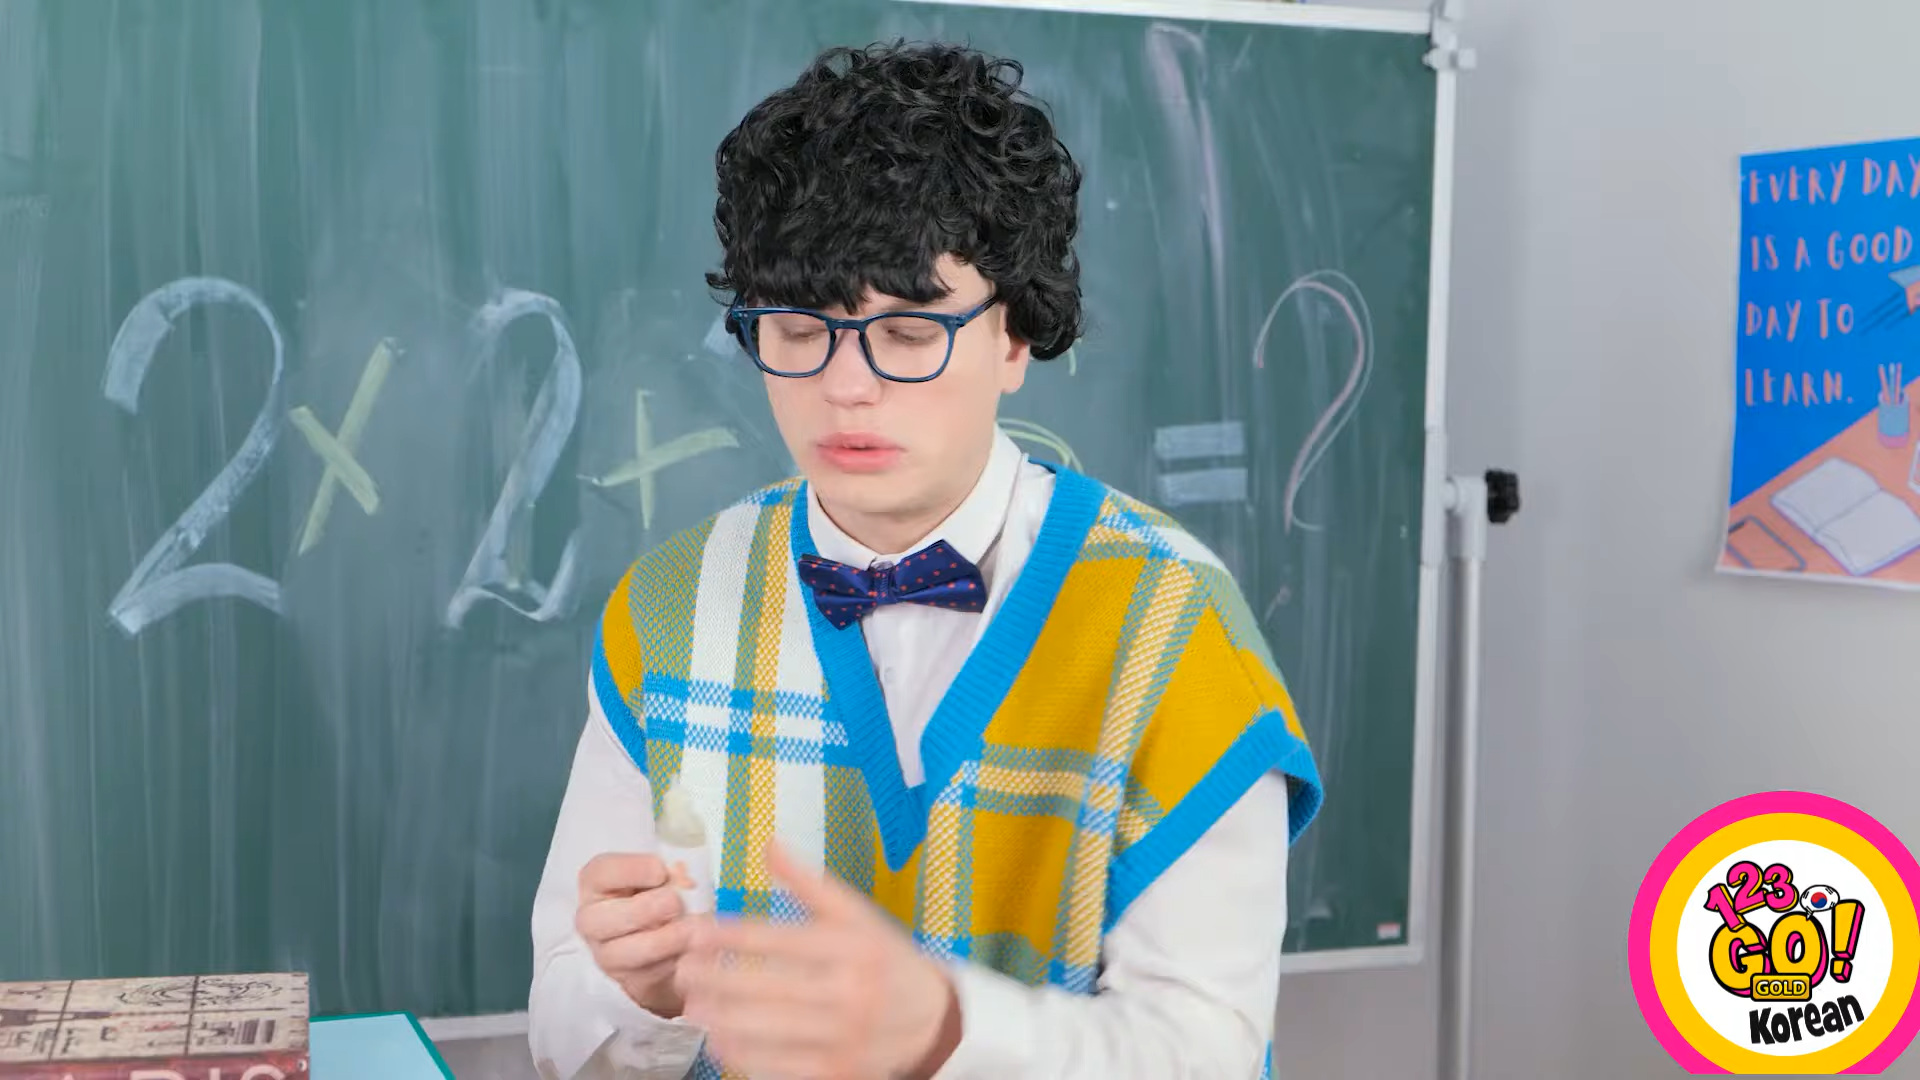 2 x 2 +
= ?
EVERY DAY
IS A GOOD
DAY TO
LEARN.
123
GO!
GOLD
Korean